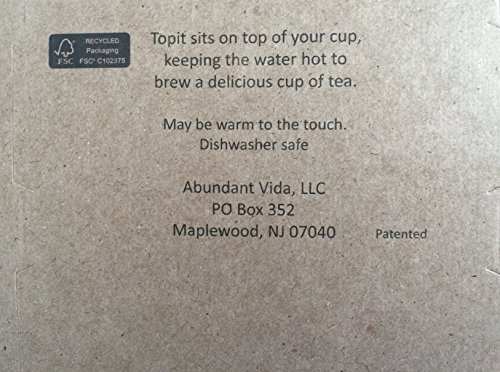 RECYCLED
Packaging
FSC
FSC® C102375
Topit sits on top of your cup,
keeping the water hot to
brew a delicious cup of tea.
May be warm to the touch.
Dishwasher safe
Abundant Vida, LLC
PO Box 352
Maplewood, NJ 07040
Patented